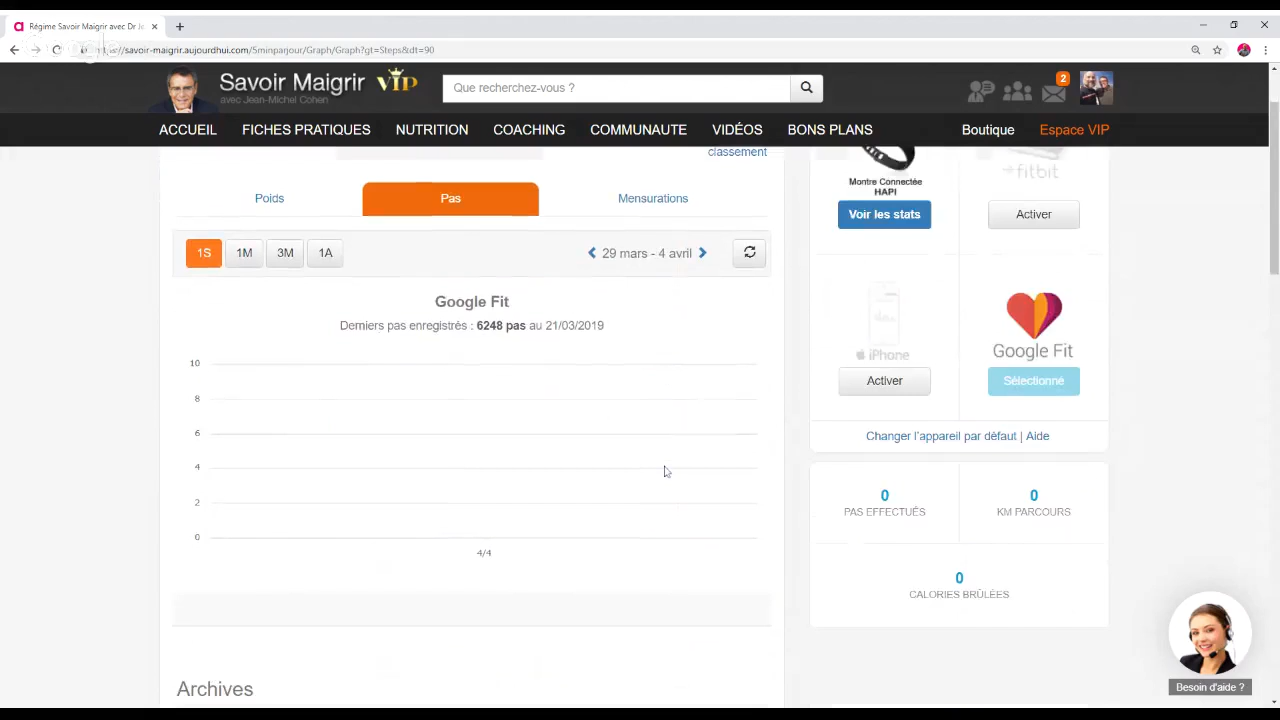 Régime Savoir Maigrir avec Dr Je
savoir-maigrir.aujourdhui.com/5minparjour/Graph/Graph?gt=Steps&dt=90
Savoir Maigrir VIP
avec Jean-Michel Cohen
Que recherchez-vous ?
2
ACCUEIL FICHES PRATIQUES NUTRITION COACHING COMMUNAUTE VIDÉOS BONS PLANS Boutique Espace VIP
classement
Poids Pas Mensurations
1S 1M 3M 1A
29 mars - 4 avril
Google Fit
Derniers pas enregistrés : 6248 pas au 21/03/2019
10
8
6
4
2
0
4/4
Archives
Montre Connectée
HAPI
fitbit
Voir les stats Activer
iPhone Google Fit
Activer Sélectionné
Changer l'appareil par défaut | Aide
0 0
PAS EFFECTUÉS KM PARCOURS
0
CALORIES BRÛLÉES
Besoin d'aide ?